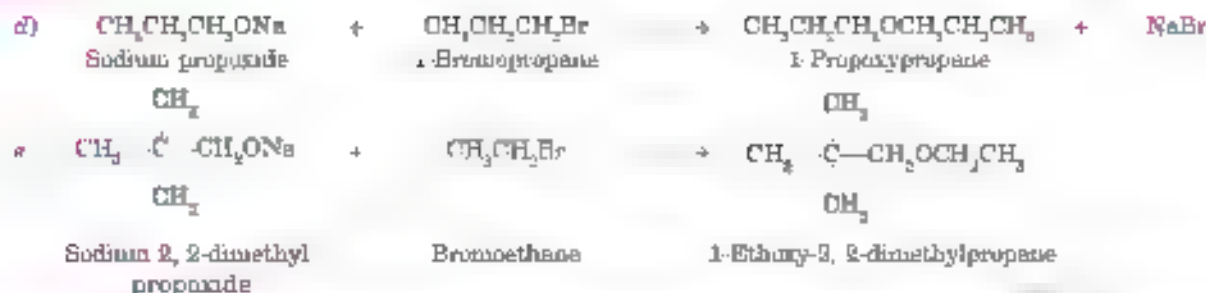 d) CH₃CH₂CH₂ONa + CH₃CH₂CH₂Br → CH₃CH₂CH₂OCH₂CH₂CH₃ + NaBr
Sodium propoxide 1-Bromopropane 1-Propoxypropane
CH₃ CH₃
CH₃ -C -CH₂ONa + CH₃CH₂Br → CH₃ -C—CH₂OCH₂CH₃
CH₃ CH₃
Sodium 2, 2-dimethyl Bromoethane 1-Ethoxy-2, 2-dimethylpropane
propoxide